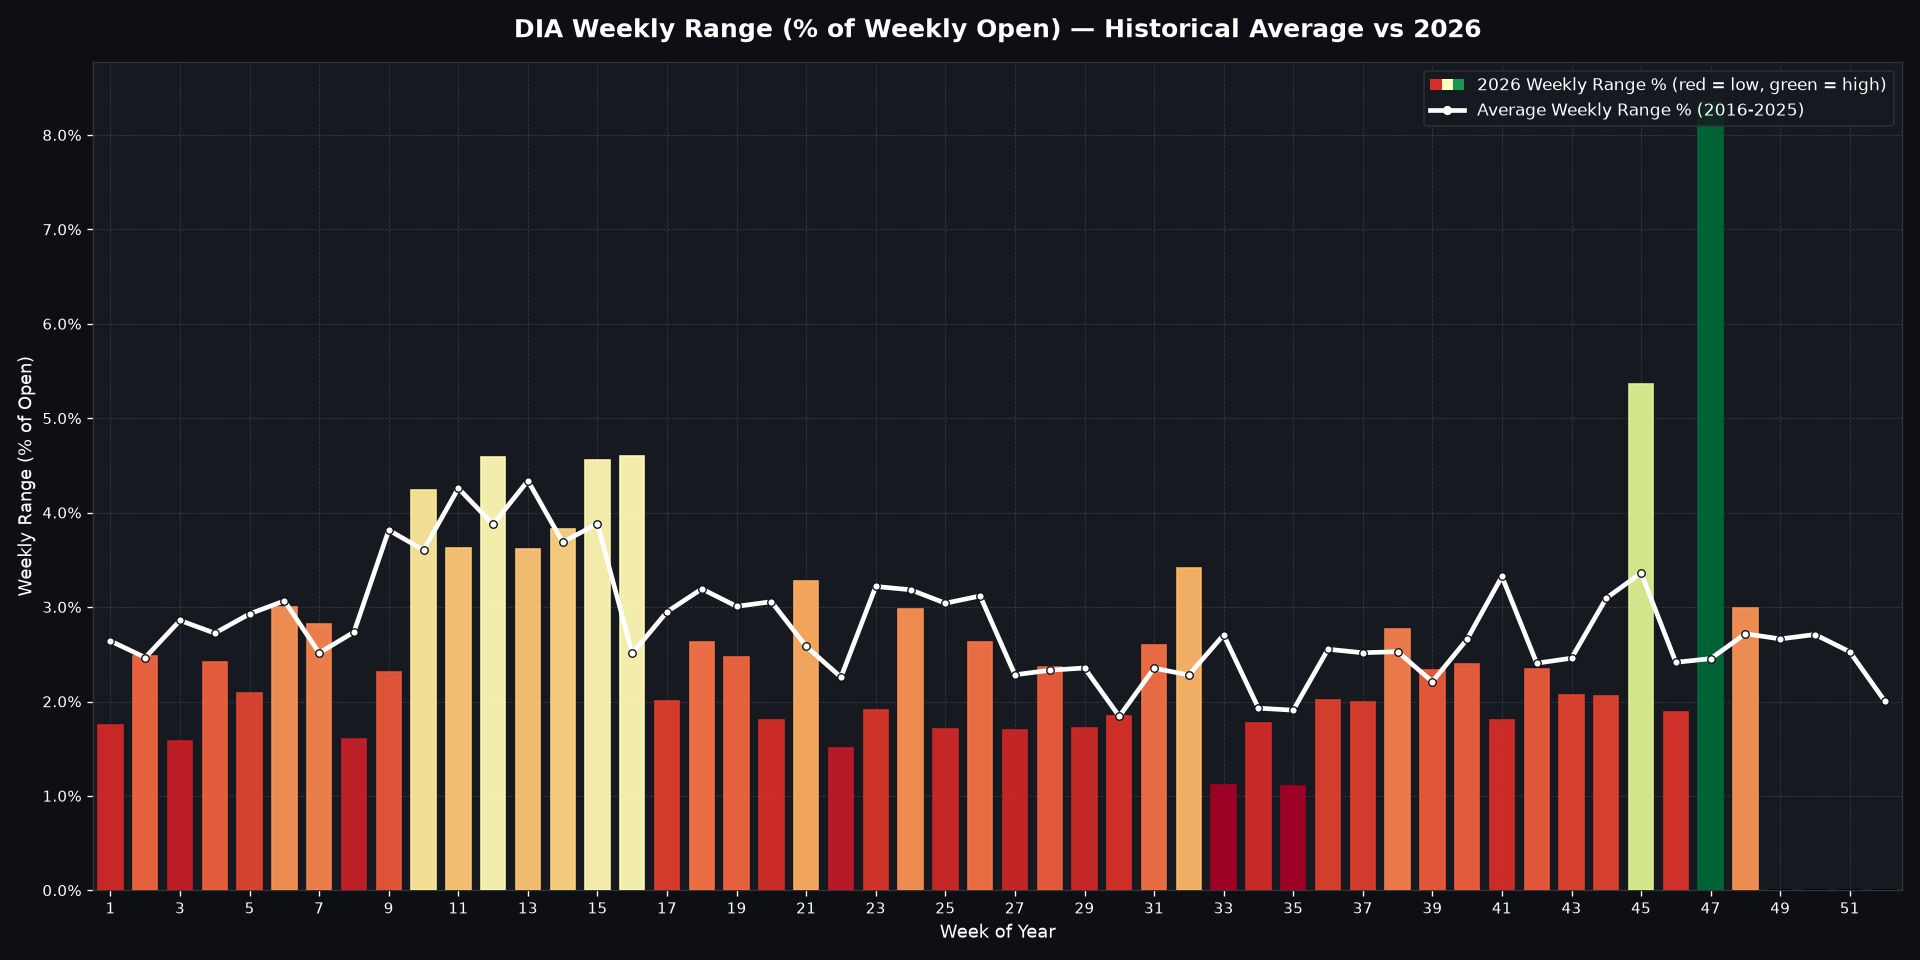 DIA Weekly Range (% of Weekly Open) — Historical Average vs 2026
2026 Weekly Range % (red = low, green = high)
Average Weekly Range % (2016-2025)
Weekly Range (% of Open)
8.0%
7.0%
6.0%
5.0%
4.0%
3.0%
2.0%
1.0%
0.0%
1 3 5 7 9 11 13 15 17 19 21 23 25 27 29 31 33 35 37 39 41 43 45 47 49 51
Week of Year